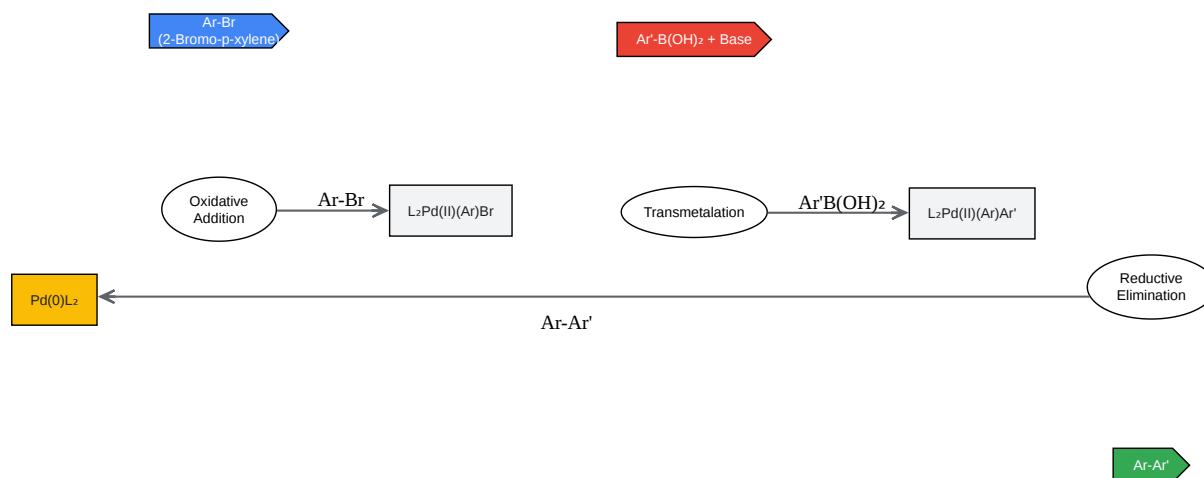 Ar-Br
(2-Bromo-p-xylene)
Ar'-B(OH)₂ + Base
Oxidative
Addition
Ar-Br
L₂Pd(II)(Ar)Br
Transmetalation
Ar'B(OH)₂
L₂Pd(II)(Ar)Ar'
Reductive
Elimination
Pd(0)L₂
Ar-Ar'
Ar-Ar'